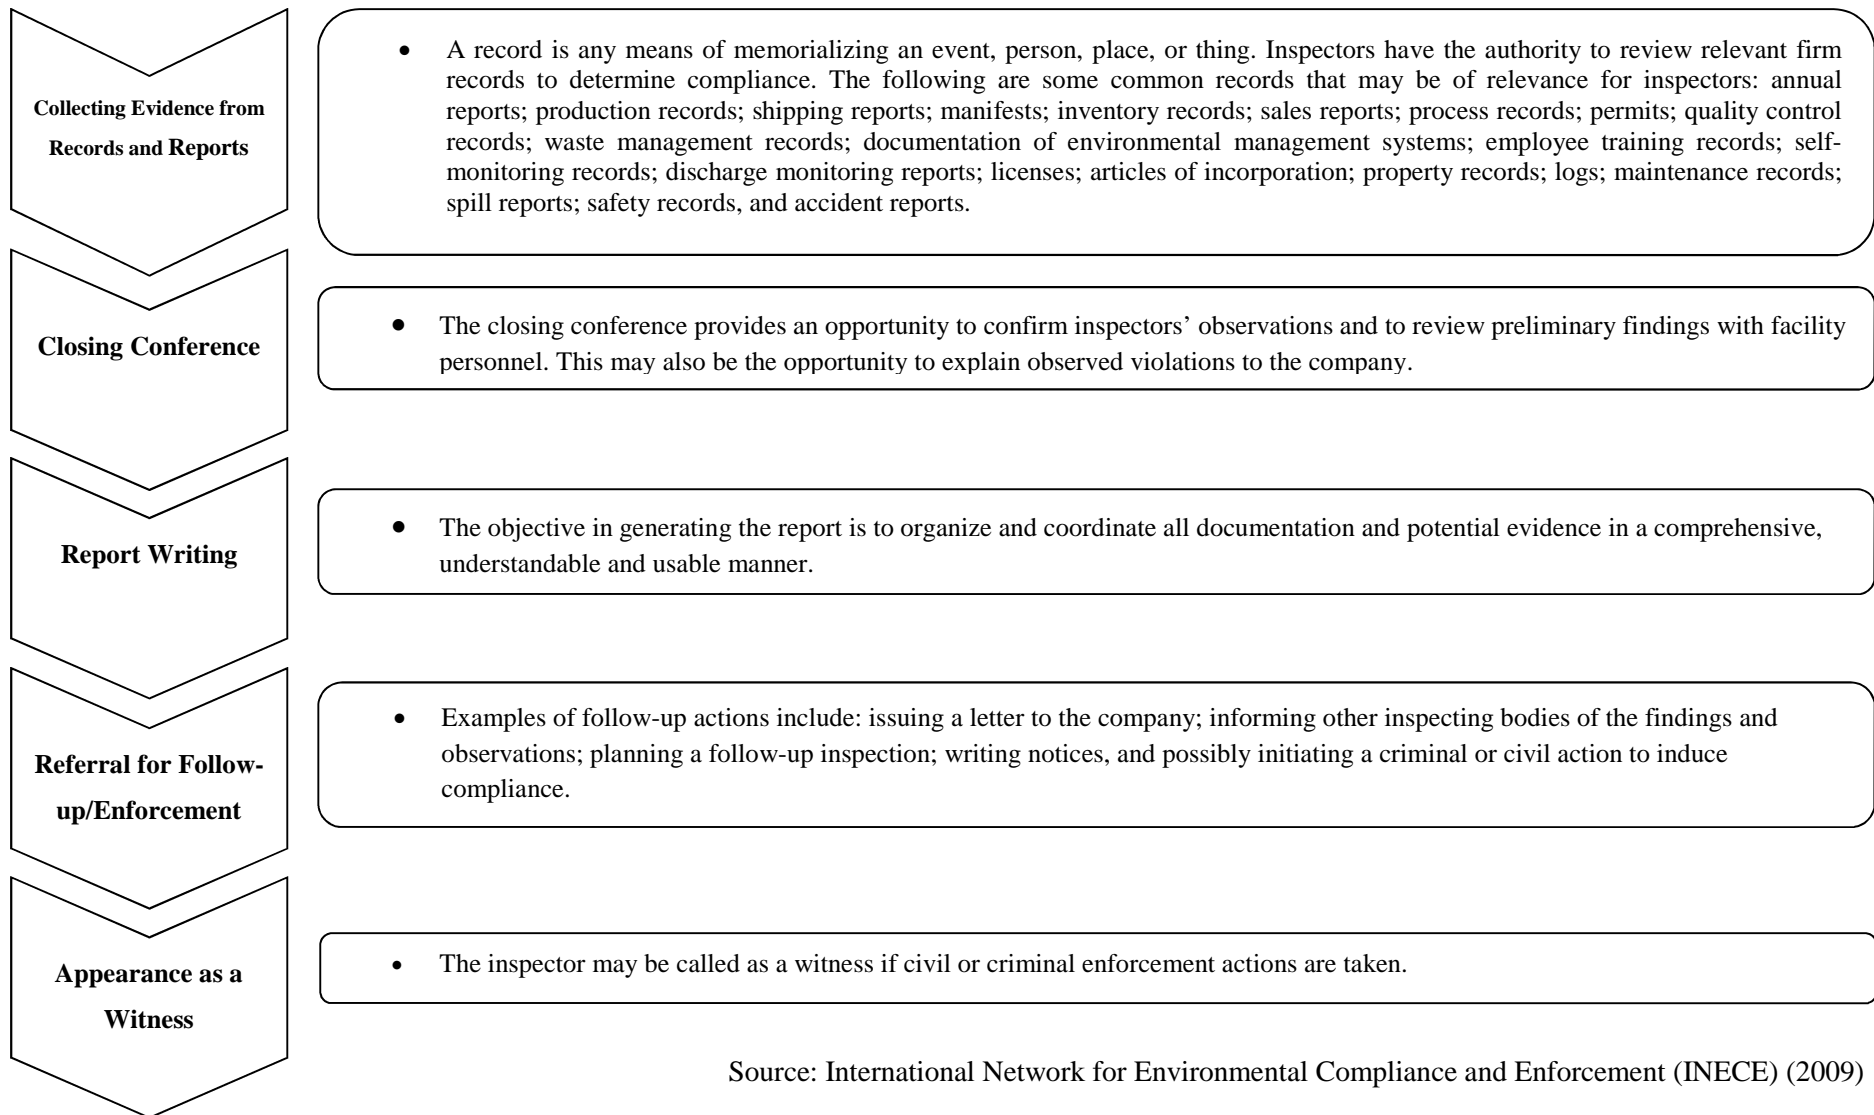 Collecting Evidence from
Records and Reports
• A record is any means of memorializing an event, person, place, or thing. Inspectors have the authority to review relevant firm
records to determine compliance. The following are some common records that may be of relevance for inspectors: annual
reports; production records; shipping reports; manifests; inventory records; sales reports; process records; permits; quality control
records; waste management records; documentation of environmental management systems; employee training records; self-
monitoring records; discharge monitoring reports; licenses; articles of incorporation; property records; logs; maintenance records;
spill reports; safety records, and accident reports.
Closing Conference
• The closing conference provides an opportunity to confirm inspectors’ observations and to review preliminary findings with facility
personnel. This may also be the opportunity to explain observed violations to the company.
Report Writing
• The objective in generating the report is to organize and coordinate all documentation and potential evidence in a comprehensive,
understandable and usable manner.
Referral for Follow-
up/Enforcement
• Examples of follow-up actions include: issuing a letter to the company; informing other inspecting bodies of the findings and
observations; planning a follow-up inspection; writing notices, and possibly initiating a criminal or civil action to induce
compliance.
Appearance as a
Witness
• The inspector may be called as a witness if civil or criminal enforcement actions are taken.
Source: International Network for Environmental Compliance and Enforcement (INECE) (2009)